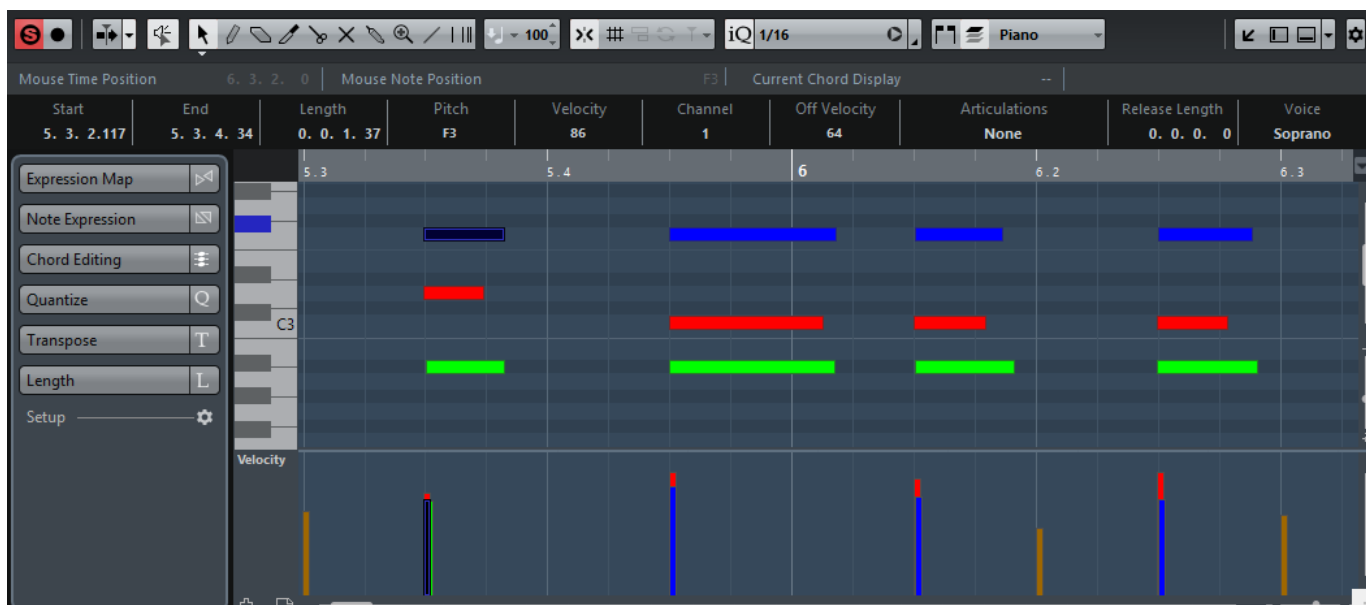 S 100 iQ 1/16 Piano
Mouse Time Position 6. 3. 2. 0 Mouse Note Position F3 Current Chord Display --
Start End Length Pitch Velocity Channel Off Velocity Articulations Release Length Voice
5. 3. 2.117 5. 3. 4. 34 0. 0. 1. 37 F3 86 1 64 None 0. 0. 0. 0 Soprano
5.3 5.4 6 6.2 6.3
Expression Map
Note Expression
Chord Editing
Quantize Q
C3
Transpose T
Length L
Setup
Velocity